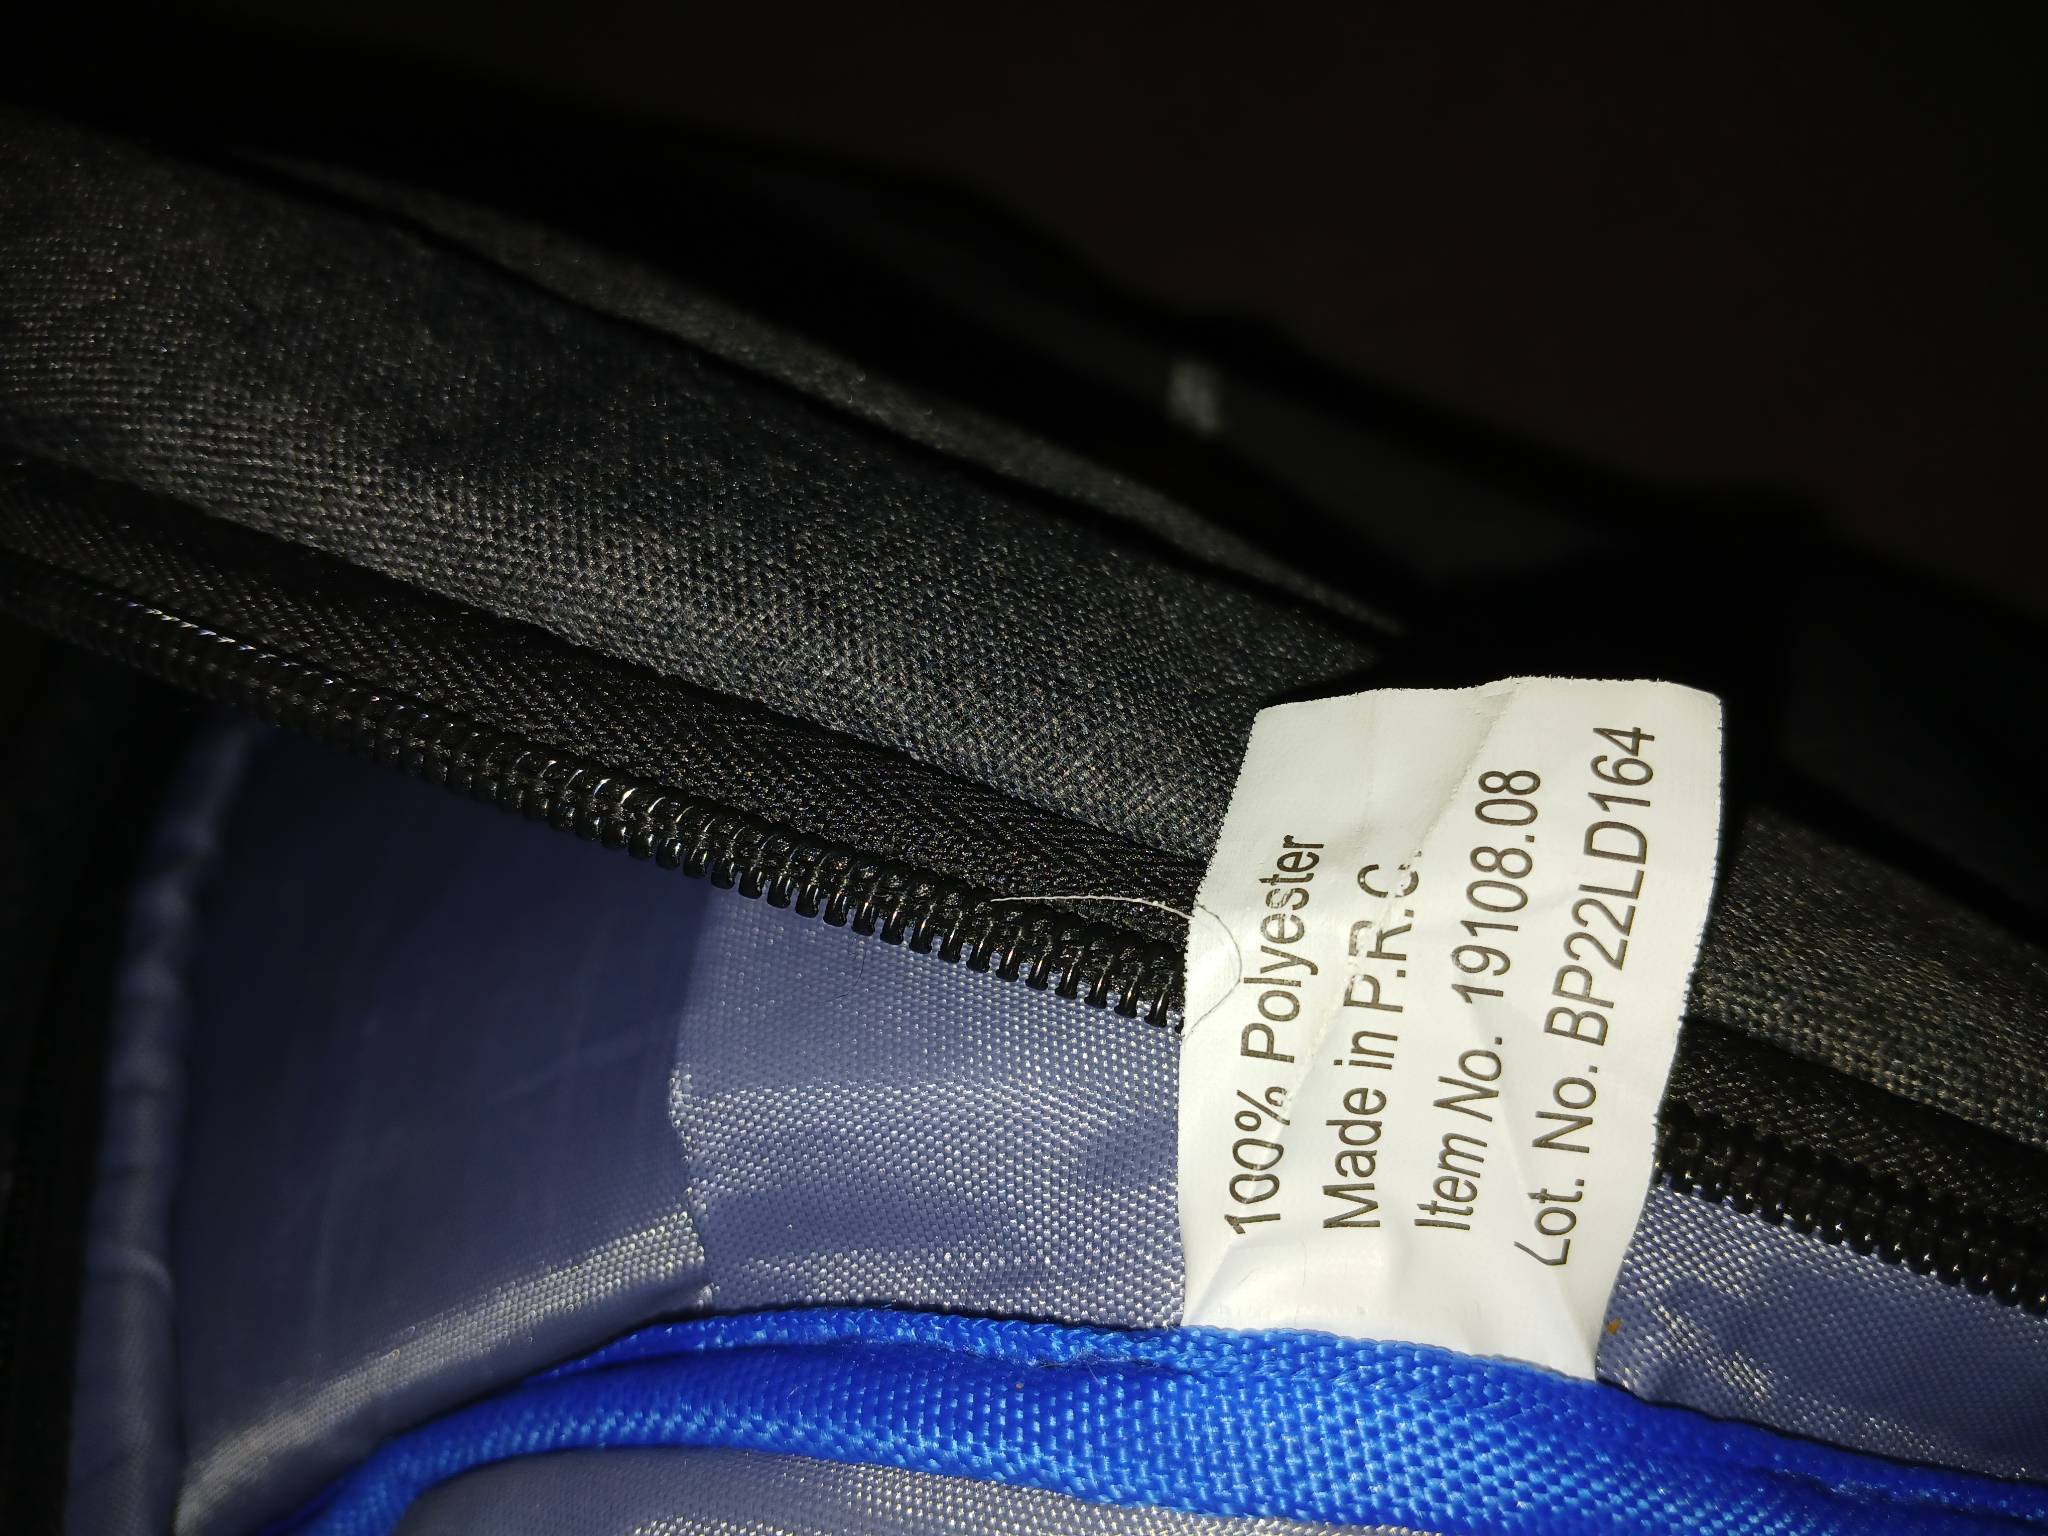 100% Polyester
Made in P.R.C.
Item No. 19108.08
Lot. No. BP22LD164